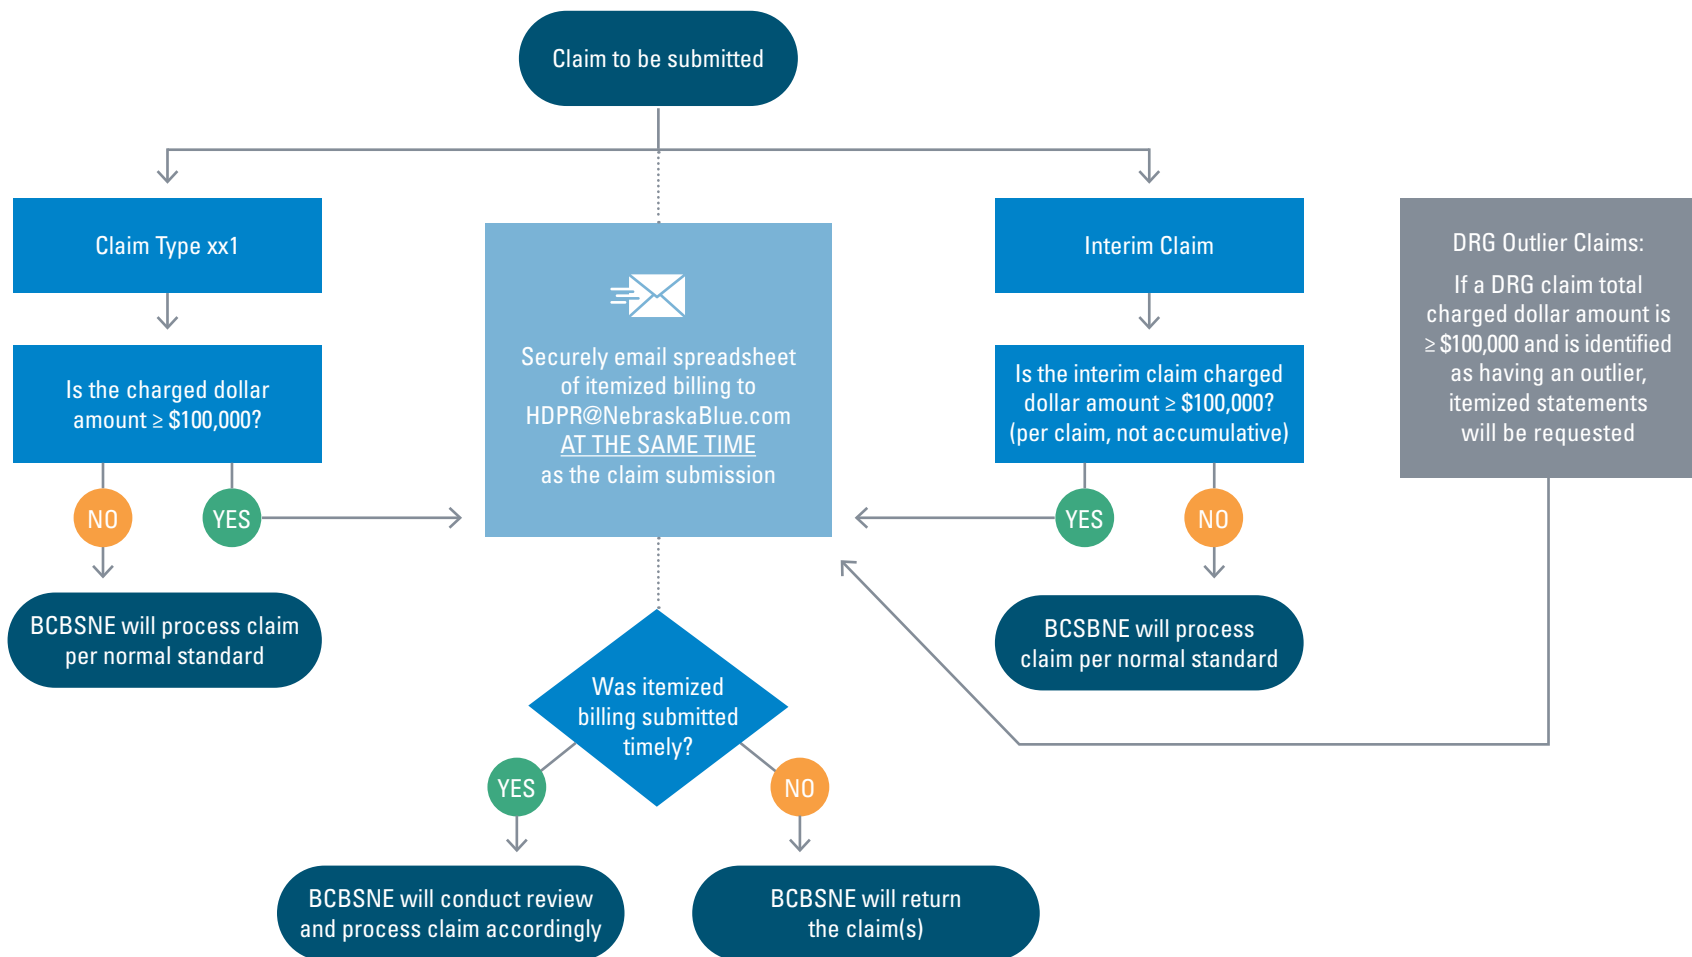 Claim to be submitted
Claim Type xx1
Is the charged dollar
amount ≥ $100,000?
NO
YES
BCBSNE will process claim
per normal standard
Securely email spreadsheet
of itemized billing to
HDPR@NebraskaBlue.com
AT THE SAME TIME
as the claim submission
Interim Claim
Is the interim claim charged
dollar amount ≥ $100,000?
(per claim, not accumulative)
YES
NO
BCSBNE will process
claim per normal standard
DRG Outlier Claims:
If a DRG claim total
charged dollar amount is
≥ $100,000 and is identified
as having an outlier,
itemized statements
will be requested
Was itemized
billing submitted
timely?
YES
NO
BCBSNE will conduct review
and process claim accordingly
BCBSNE will return
the claim(s)